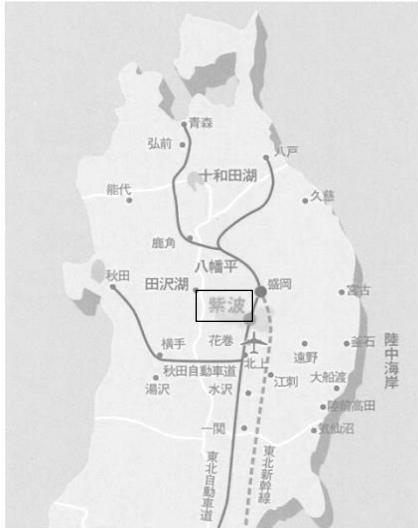 青森
弘前
八戸
十和田湖
能代
久慈
鹿角
八幡平
秋田
田沢湖
盛岡
紫波
宮古
花巻
横手
遠野
釜石
北上
秋田自動車道
江刺
大船渡
湯沢
水沢
陸前高田
一関
気仙沼
陸中海岸
東北自動車道
東北新幹線